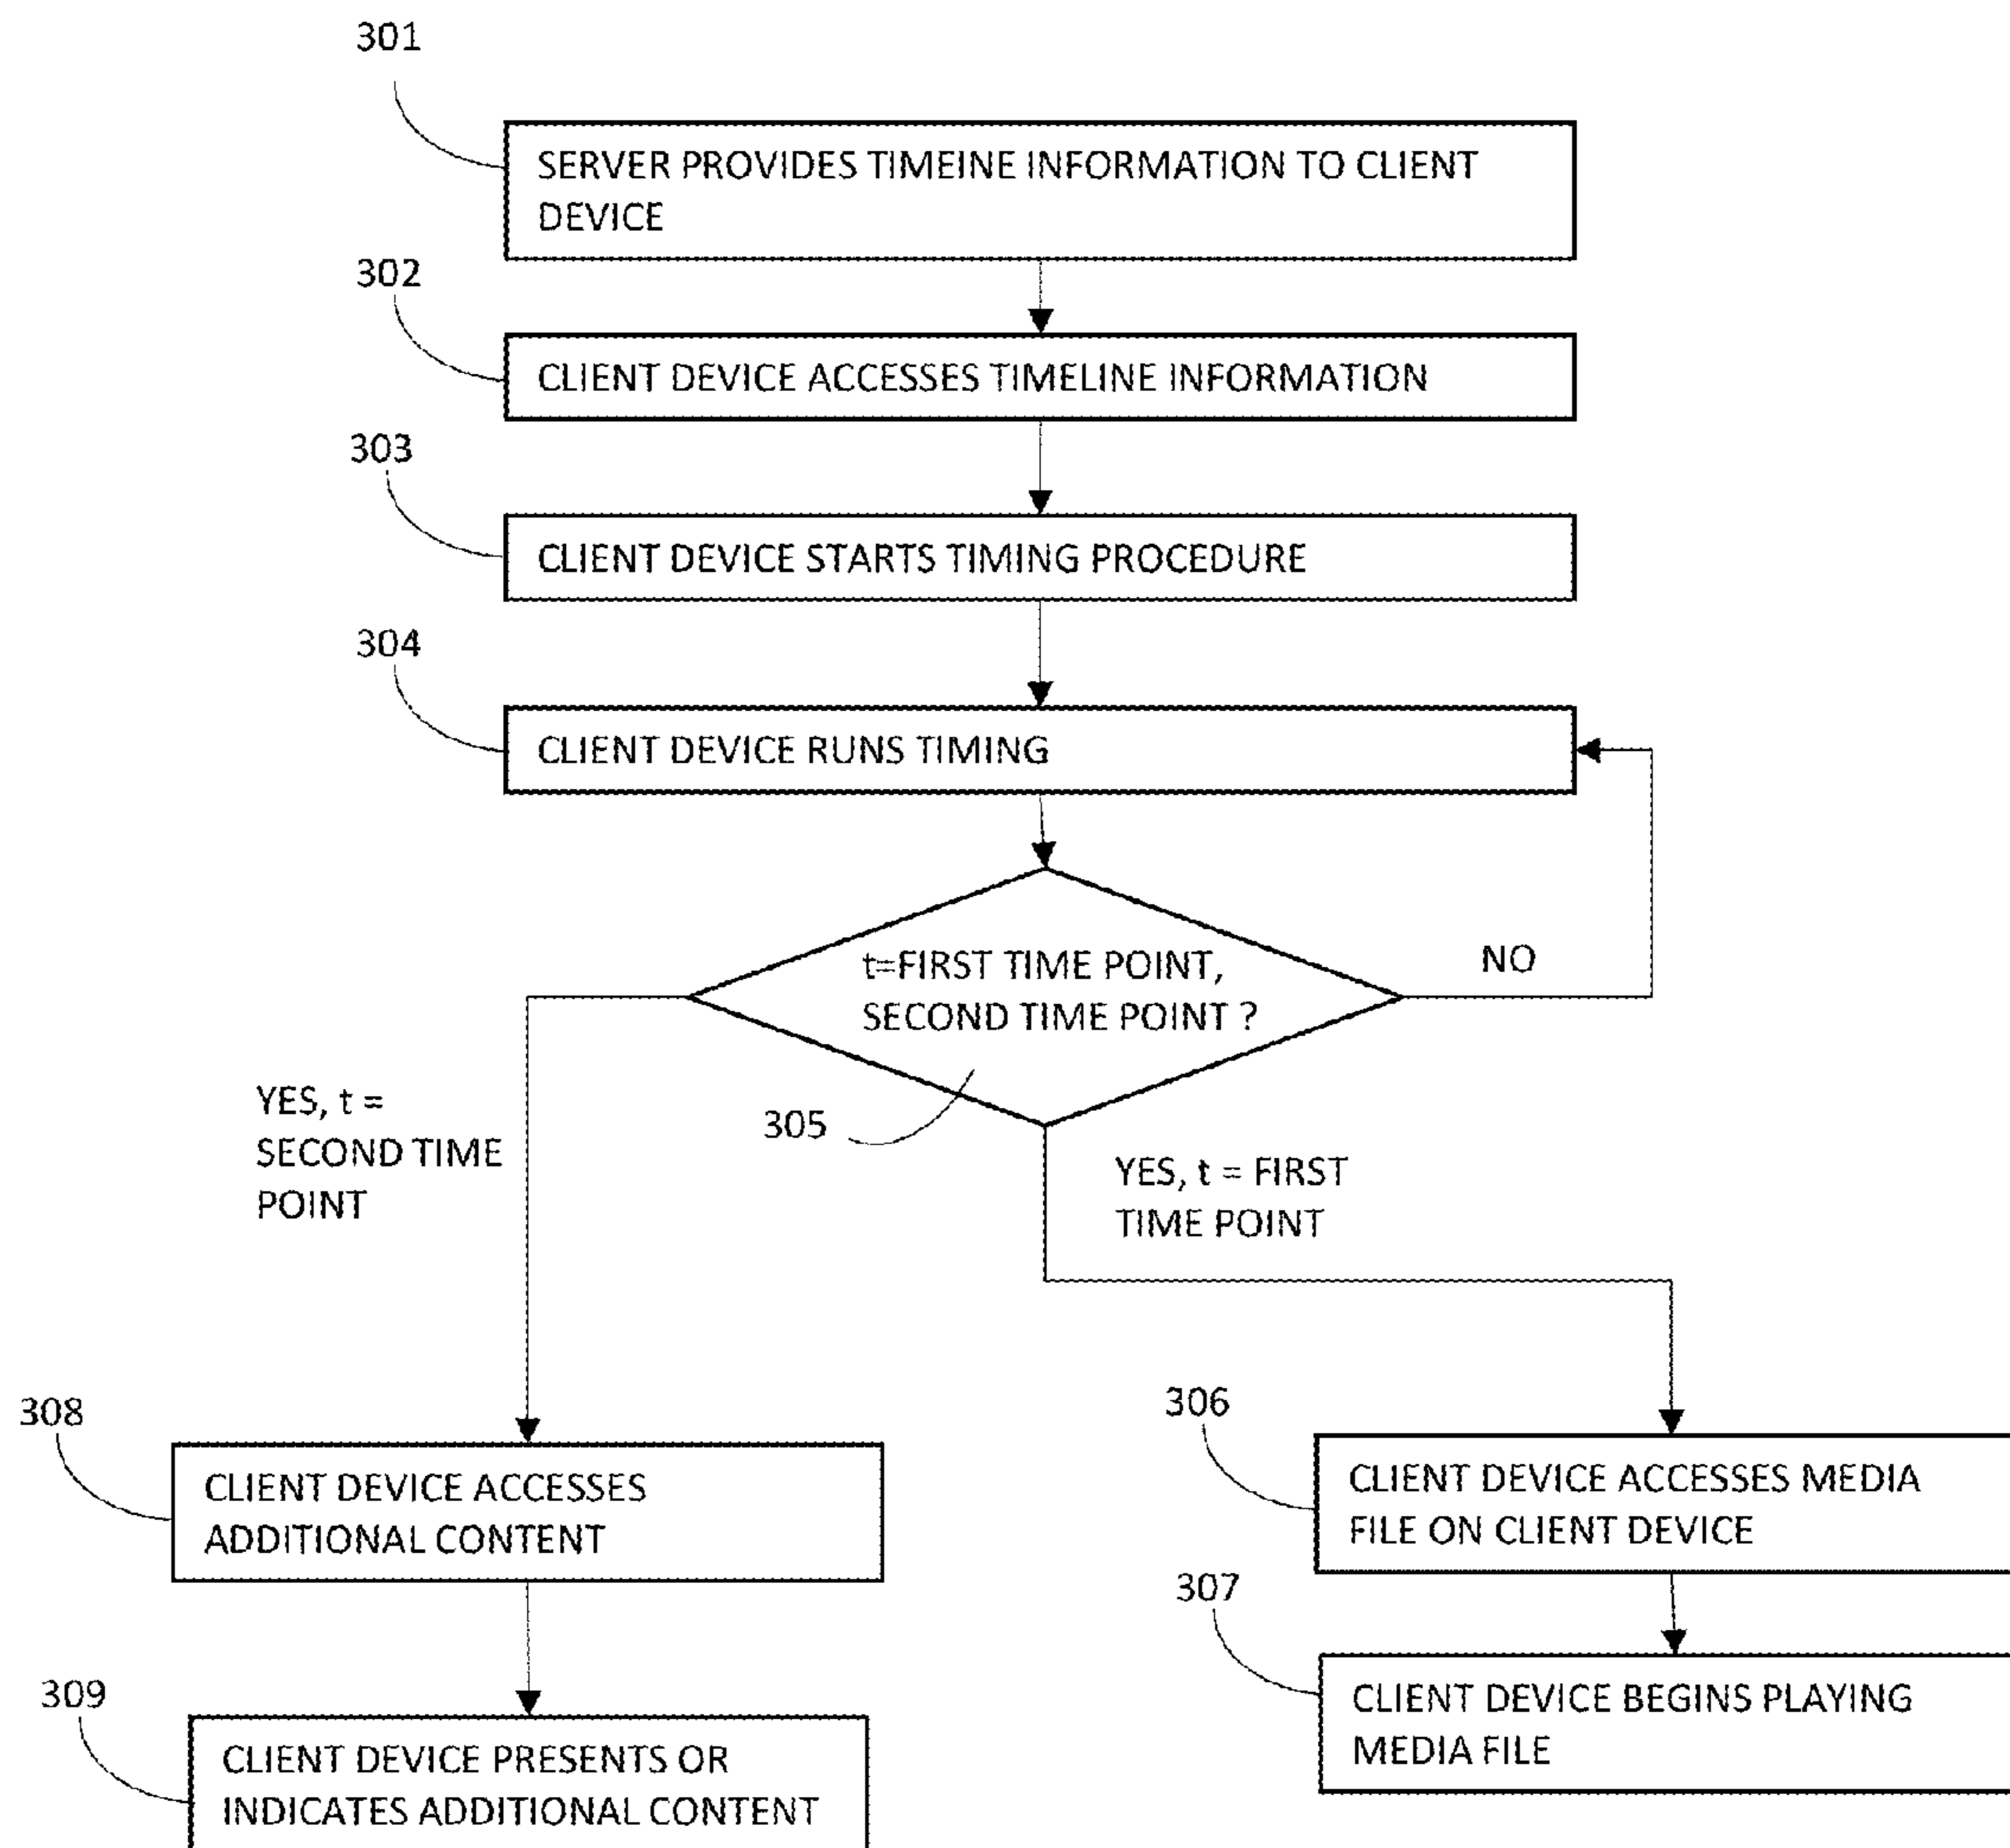 301
SERVER PROVIDES TIMEINE INFORMATION TO CLIENT
DEVICE
302
CLIENT DEVICE ACCESSES TIMELINE INFORMATION
303
CLIENT DEVICE STARTS TIMING PROCEDURE
304
CLIENT DEVICE RUNS TIMING
t=FIRST TIME POINT,
SECOND TIME POINT ?
NO
305
YES, t =
SECOND TIME
POINT
YES, t = FIRST
TIME POINT
308
CLIENT DEVICE ACCESSES
ADDITIONAL CONTENT
306
CLIENT DEVICE ACCESSES MEDIA
FILE ON CLIENT DEVICE
309
CLIENT DEVICE PRESENTS OR
INDICATES ADDITIONAL CONTENT
307
CLIENT DEVICE BEGINS PLAYING
MEDIA FILE